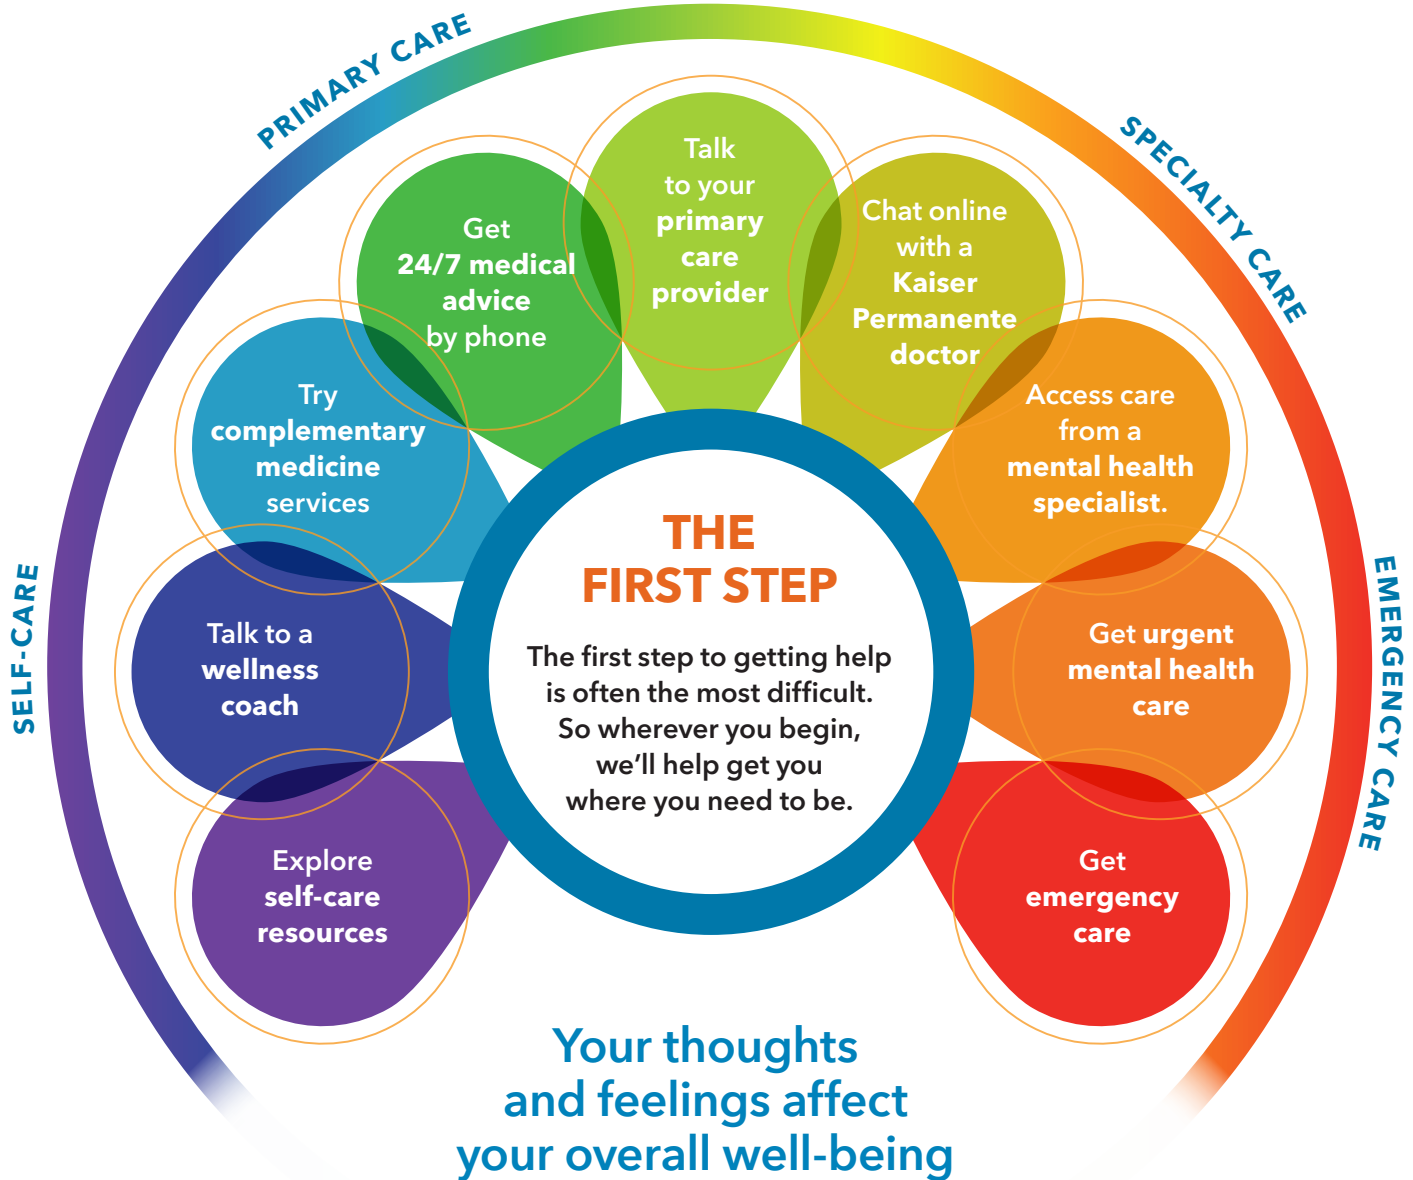 PRIMARY CARE
SPECIALTY CARE
SELF-CARE
EMERGENCY CARE
Explore
self-care
resources
Talk to a
wellness
coach
Try
complementary
medicine
services
Get
24/7 medical
advice
by phone
Talk
to your
primary
care
provider
Chat online
with a
Kaiser
Permanente
doctor
Access care
from a
mental health
specialist.
Get urgent
mental health
care
Get
emergency
care
THE
FIRST STEP
The first step to getting help
is often the most difficult.
So wherever you begin,
we’ll help get you
where you need to be.
Your thoughts
and feelings affect
your overall well-being